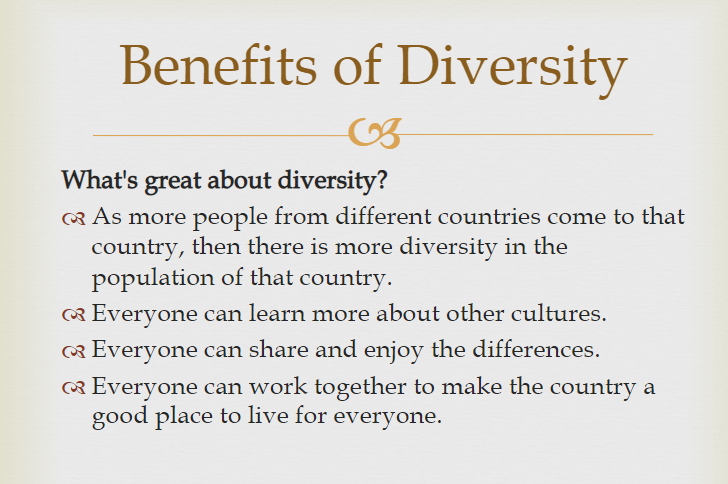 Benefits of Diversity
What's great about diversity?
As more people from different countries come to that
country, then there is more diversity in the
population of that country.
Everyone can learn more about other cultures.
Everyone can share and enjoy the differences.
Everyone can work together to make the country a
good place to live for everyone.